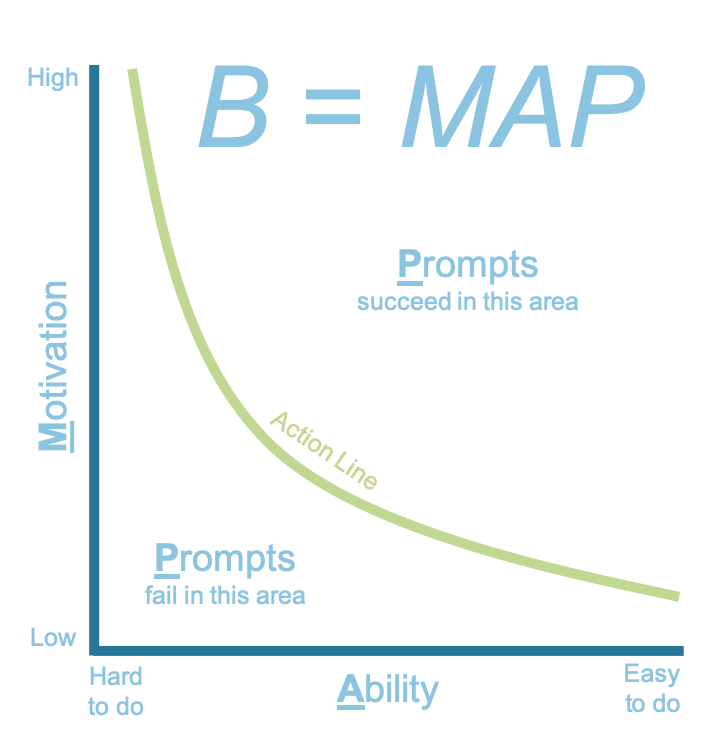 High
B = MAP
Prompts
succeed in this area
Motivation
Action Line
Prompts
fail in this area
Low
Hard
to do
Ability
Easy
to do